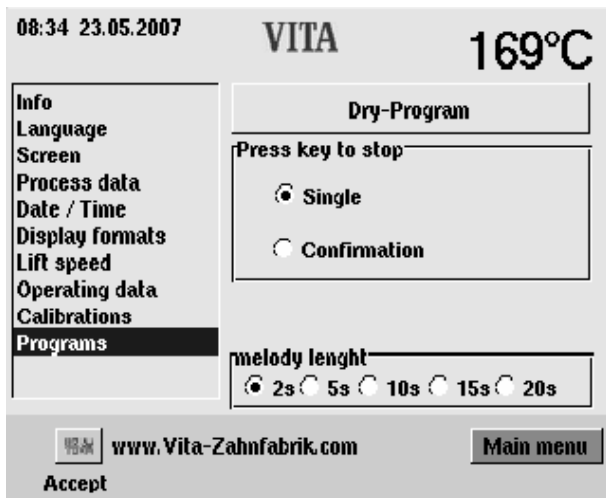 08:34 23.05.2007
VITA
169°C
Info
Language
Screen
Process data
Date / Time
Display formats
Lift speed
Operating data
Calibrations
Programs
Dry-Program
Press key to stop
Single
Confirmation
melody lenght
2s 5s 10s 15s 20s
www.Vita-Zahnfabrik.com
Main menu
Accept